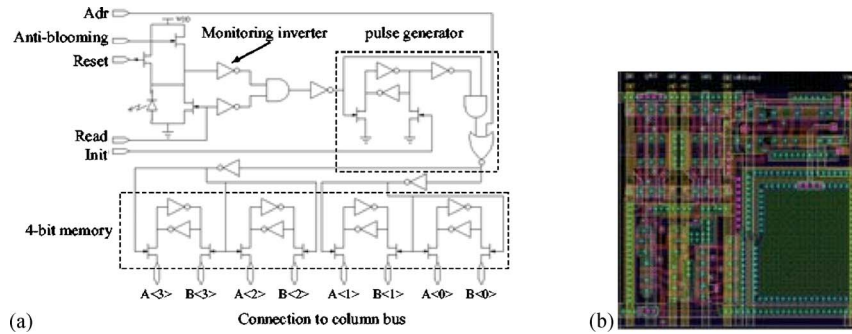 Adr
VDD
Anti-blooming
Monitoring inverter
pulse generator
Reset
Read
Init
4-bit memory
A<3> B<3> A<2> B<2> A<1> B<1> A<0> B<0>
(a) Connection to column bus (b)